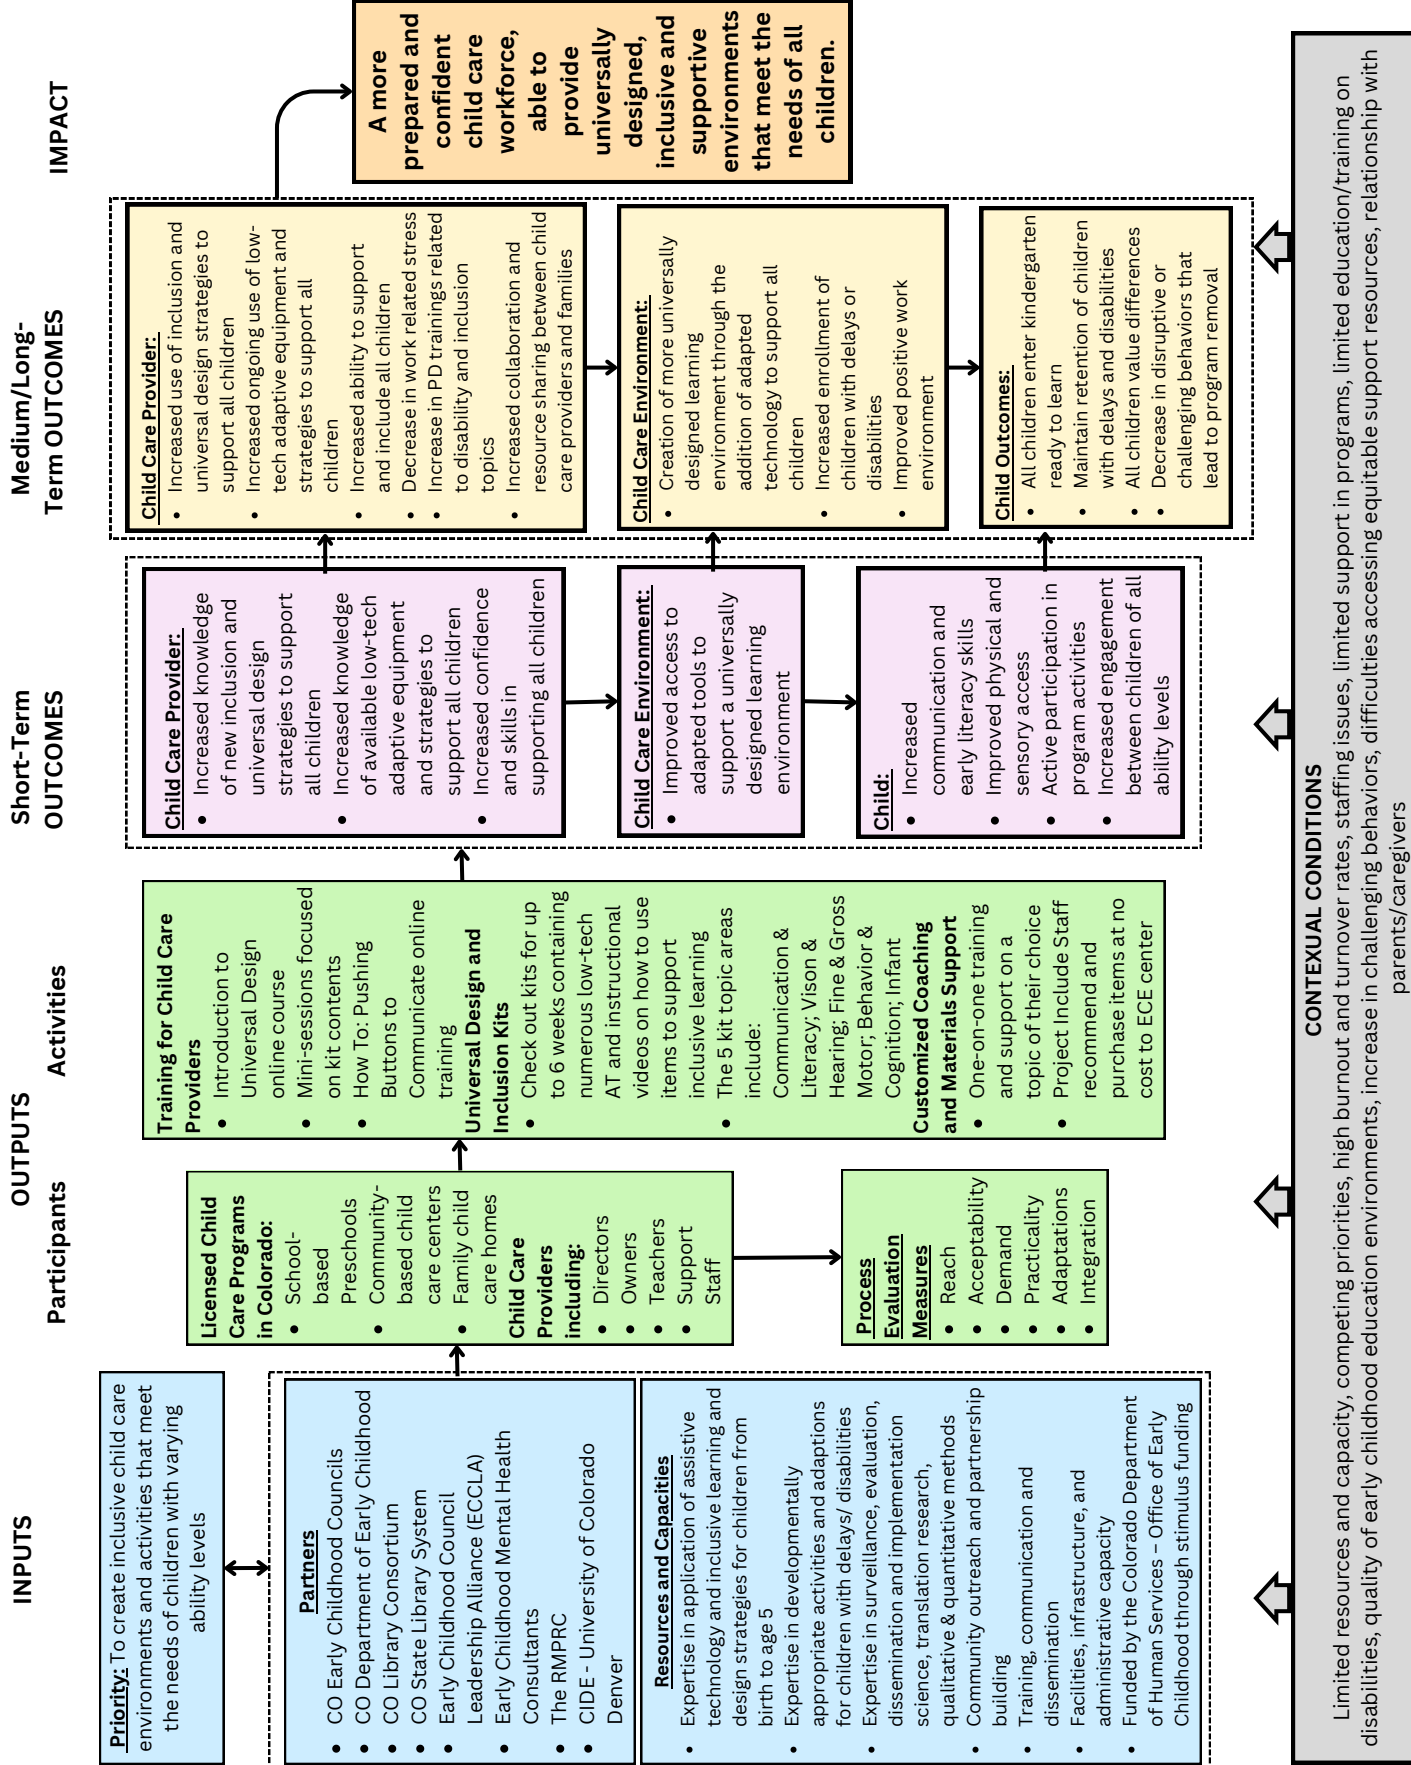 INPUTS
Priority: To create inclusive child care
environments and activities that meet
the needs of children with varying
ability levels
Partners
• CO Early Childhood Councils
• CO Department of Early Childhood
• CO Library Consortium
• CO State Library System
• Early Childhood Council
Leadership Alliance (ECCLA)
• Early Childhood Mental Health
Consultants
• The RMPRC
• CIDE - University of Colorado
Denver
Resources and Capacities
• Expertise in application of assistive
technology and inclusive learning and
design strategies for children from
birth to age 5
• Expertise in developmentally
appropriate activities and adaptions
for children with delays/ disabilities
• Expertise in surveillance, evaluation,
dissemination and implementation
science, translation research,
qualitative & quantitative methods
• Community outreach and partnership
building
• Training, communication and
dissemination
• Facilities, infrastructure, and
administrative capacity
• Funded by the Colorado Department
of Human Services – Office of Early
Childhood through stimulus funding
OUTPUTS
Participants
Licensed Child
Care Programs
in Colorado:
• School-
based
Preschools
• Community-
based child
care centers
• Family child
care homes
Child Care
Providers
including:
• Directors
• Owners
• Teachers
• Support
Staff
Process
Evaluation
Measures
• Reach
• Acceptability
• Demand
• Practicality
• Adaptations
• Integration
Activities
Training for Child Care
Providers
• Introduction to
Universal Design
online course
• Mini-sessions focused
on kit contents
• How To: Pushing
Buttons to
Communicate online
training
Universal Design and
Inclusion Kits
• Check out kits for up
to 6 weeks containing
numerous low-tech
AT and instructional
videos on how to use
items to support
inclusive learning
• The 5 kit topic areas
include:
Communication &
Literacy; Vison &
Hearing; Fine & Gross
Motor; Behavior &
Cognition; Infant
Customized Coaching
and Materials Support
• One-on-one training
and support on a
topic of their choice
• Project Include Staff
recommend and
purchase items at no
cost to ECE center
Short-Term
OUTCOMES
Child Care Provider:
• Increased knowledge
of new inclusion and
universal design
strategies to support
all children
• Increased knowledge
of available low-tech
adaptive equipment
and strategies to
support all children
• Increased confidence
and skills in
supporting all children
Child Care Environment:
• Improved access to
adapted tools to
support a universally
designed learning
environment
Child:
• Increased
communication and
early literacy skills
• Improved physical and
sensory access
• Active participation in
program activities
• Increased engagement
between children of all
ability levels
Medium/Long-
Term OUTCOMES
Child Care Provider:
• Increased use of inclusion and
universal design strategies to
support all children
• Increased ongoing use of low-
tech adaptive equipment and
strategies to support all
children
• Increased ability to support
and include all children
• Decrease in work related stress
• Increase in PD trainings related
to disability and inclusion
topics
• Increased collaboration and
resource sharing between child
care providers and families
Child Care Environment:
• Creation of more universally
designed learning
environment through the
addition of adapted
technology to support all
children
• Increased enrollment of
children with delays or
disabilities
• Improved positive work
environment
Child Outcomes:
• All children enter kindergarten
ready to learn
• Maintain retention of children
with delays and disabilities
• All children value differences
• Decrease in disruptive or
challenging behaviors that
lead to program removal
IMPACT
A more
prepared and
confident
child care
workforce,
able to
provide
universally
designed,
inclusive and
supportive
environments
that meet the
needs of all
children.
CONTEXUAL CONDITIONS
Limited resources and capacity, competing priorities, high burnout and turnover rates, staffing issues, limited support in programs, limited education/training on
disabilities, quality of early childhood education environments, increase in challenging behaviors, difficulties accessing equitable support resources, relationship with
parents/caregivers